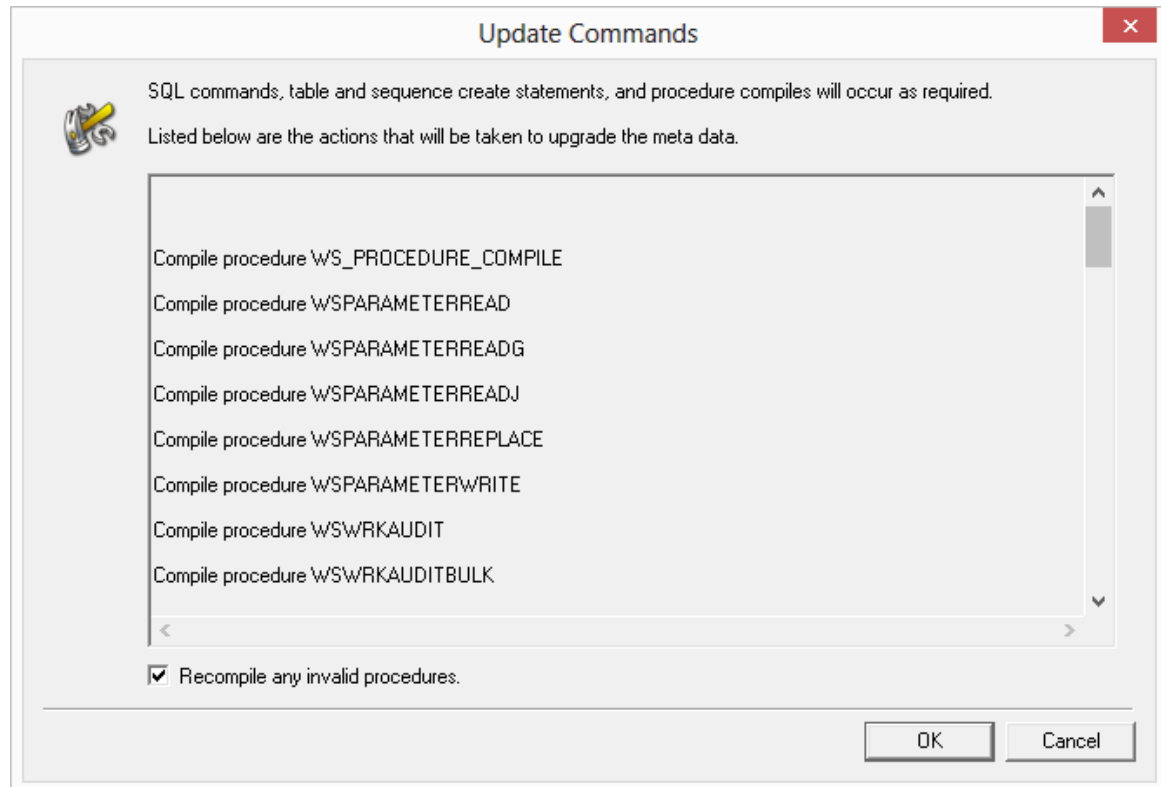 Update Commands
SQL commands, table and sequence create statements, and procedure compiles will occur as required.
Listed below are the actions that will be taken to upgrade the meta data.
Compile procedure WS_PROCEDURE_COMPILE
Compile procedure WSPARAMETERREAD
Compile procedure WSPARAMETERREADG
Compile procedure WSPARAMETERREADJ
Compile procedure WSPARAMETERREPLACE
Compile procedure WSPARAMETERWRITE
Compile procedure WSWRKAUDIT
Compile procedure WSWRKAUDITBULK
Recompile any invalid procedures.
OK Cancel